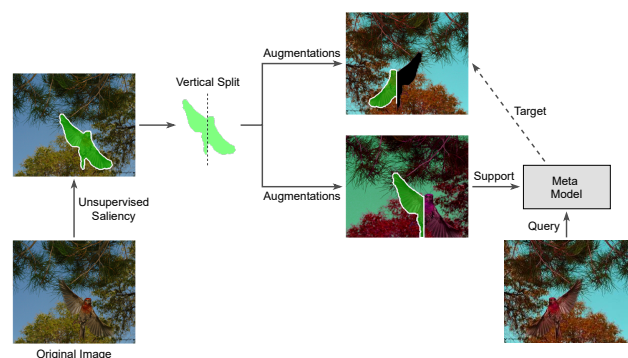 Augmentations
Vertical Split
Target
Unsupervised
Saliency
Augmentations
Support
Meta
Model
Query
Original Image